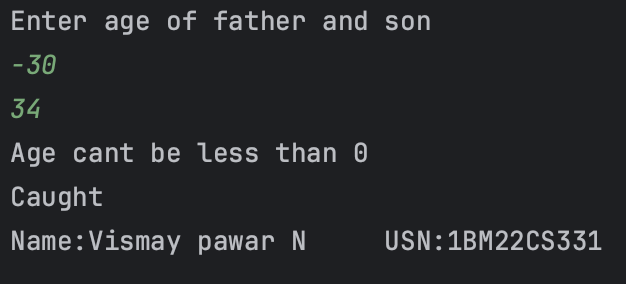 Enter age of father and son
-30
34
Age cant be less than 0
Caught
Name:Vismay pawar N     USN:1BM22CS331